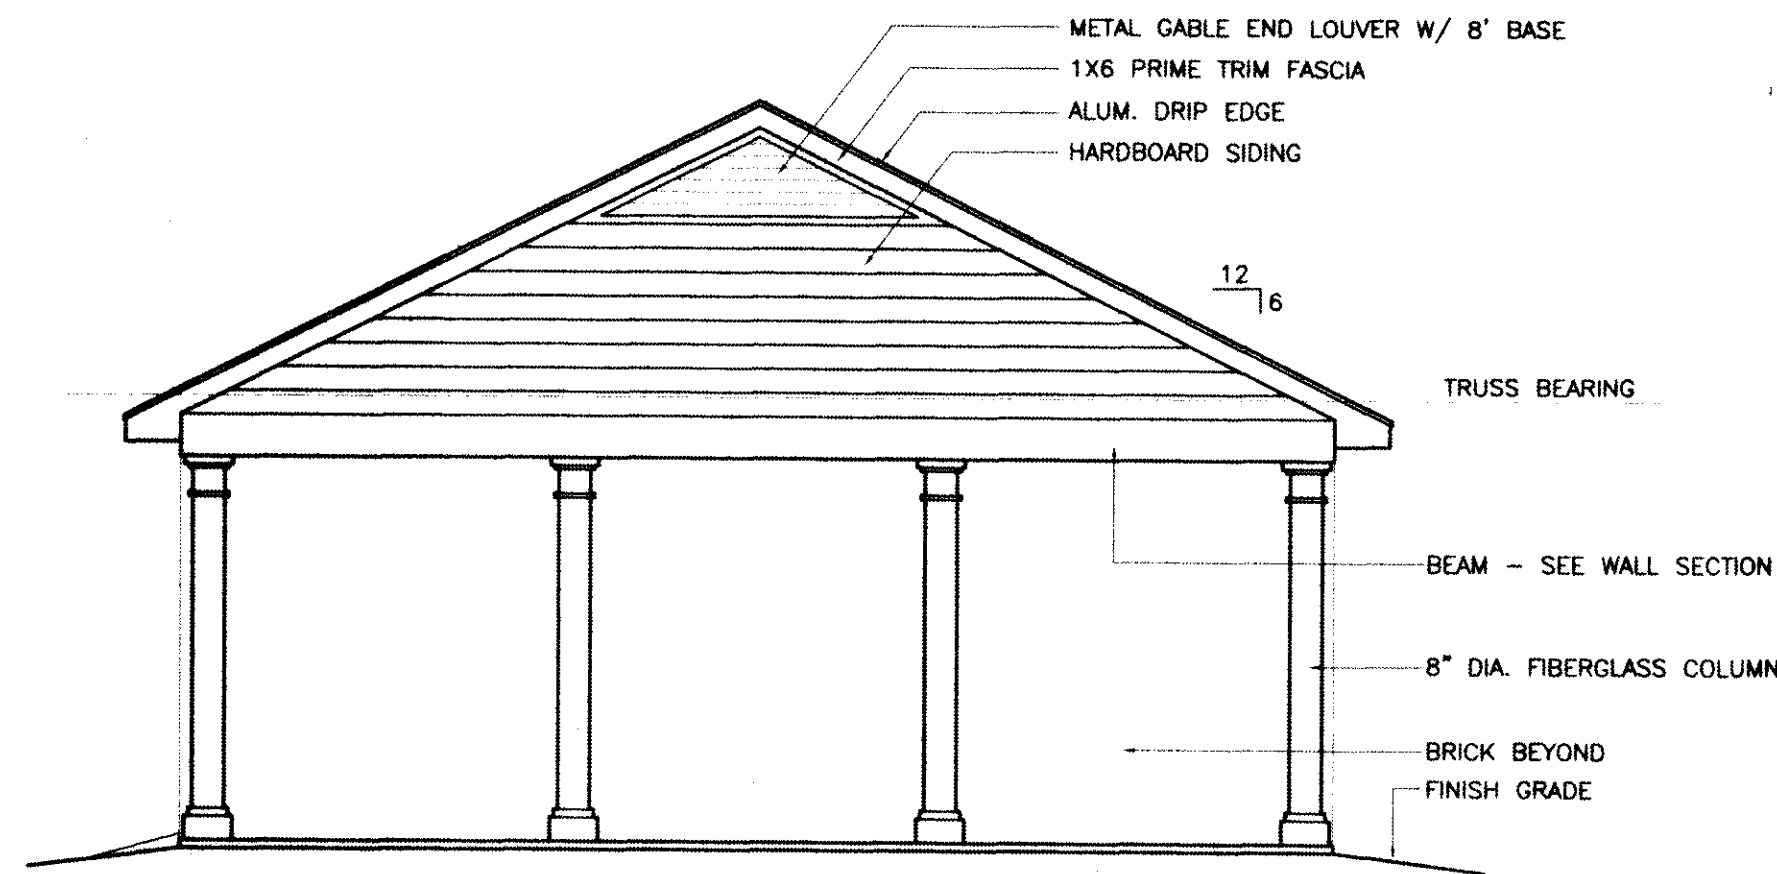 METAL GABLE END LOUVER W/ 8' BASE
1X6 PRIME TRIM FASCIA
ALUM. DRIP EDGE
HARDBOARD SIDING
12
6
TRUSS BEARING
BEAM – SEE WALL SECTION
8" DIA. FIBERGLASS COLUMN
BRICK BEYOND
FINISH GRADE